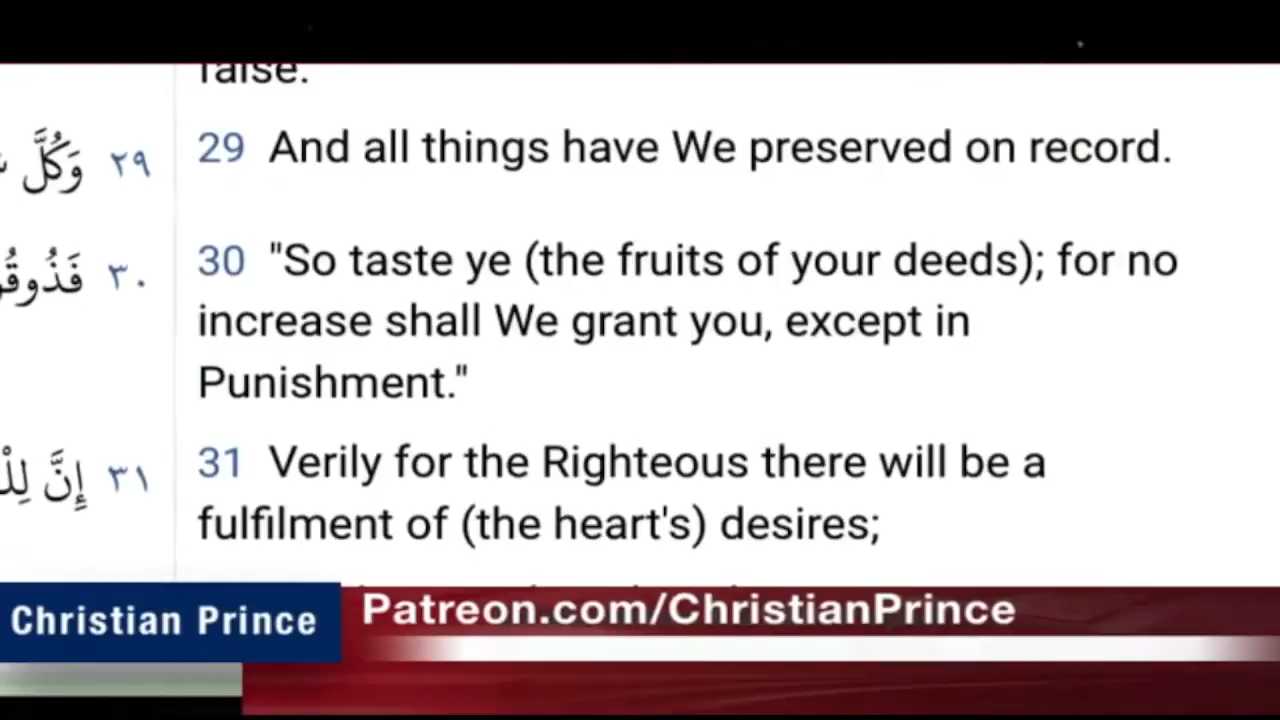 false.
29 And all things have We preserved on record.
وَكُلَّ ٢٩
30 "So taste ye (the fruits of your deeds); for no
increase shall We grant you, except in
Punishment."
٣٠
31 Verily for the Righteous there will be a
fulfilment of (the heart's) desires;
إِنَّ ٣١
Christian Prince
Patreon.com/ChristianPrince